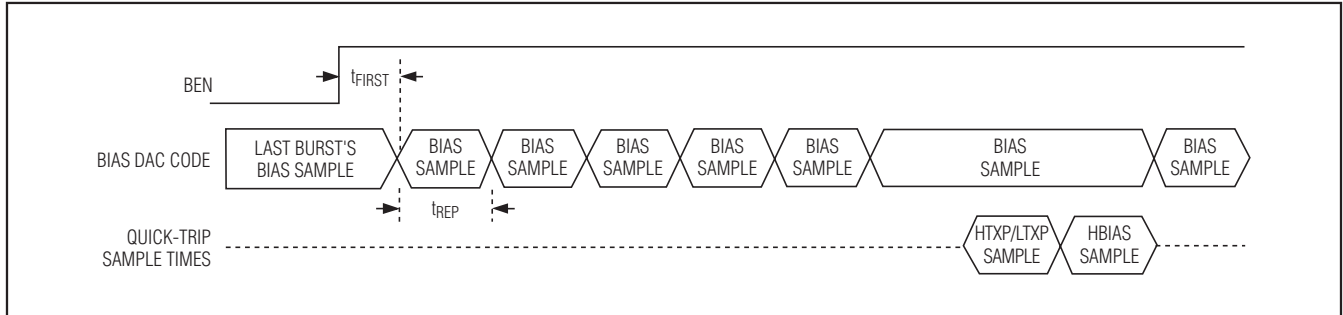 BEN
tFIRST
BIAS DAC CODE
LAST BURST'S
BIAS SAMPLE
BIAS
SAMPLE
BIAS
SAMPLE
BIAS
SAMPLE
BIAS
SAMPLE
BIAS
SAMPLE
BIAS
SAMPLE
BIAS
SAMPLE
tREP
QUICK-TRIP
SAMPLE TIMES
HTXP/LTXP
SAMPLE
HBIAS
SAMPLE